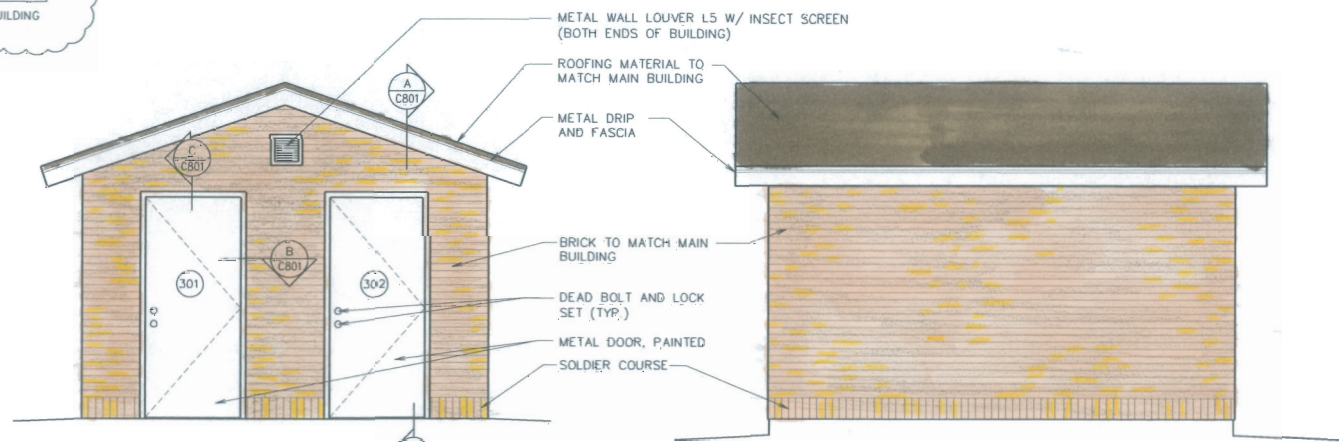 BUILDING
METAL WALL LOUVER L5 W/ INSECT SCREEN
(BOTH ENDS OF BUILDING)
ROOFING MATERIAL TO
MATCH MAIN BUILDING
METAL DRIP
AND FASCIA
A
C801
C
C801
B
C801
301
302
BRICK TO MATCH MAIN
BUILDING
DEAD BOLT AND LOCK
SET (TYP.)
METAL DOOR, PAINTED
SOLDIER COURSE